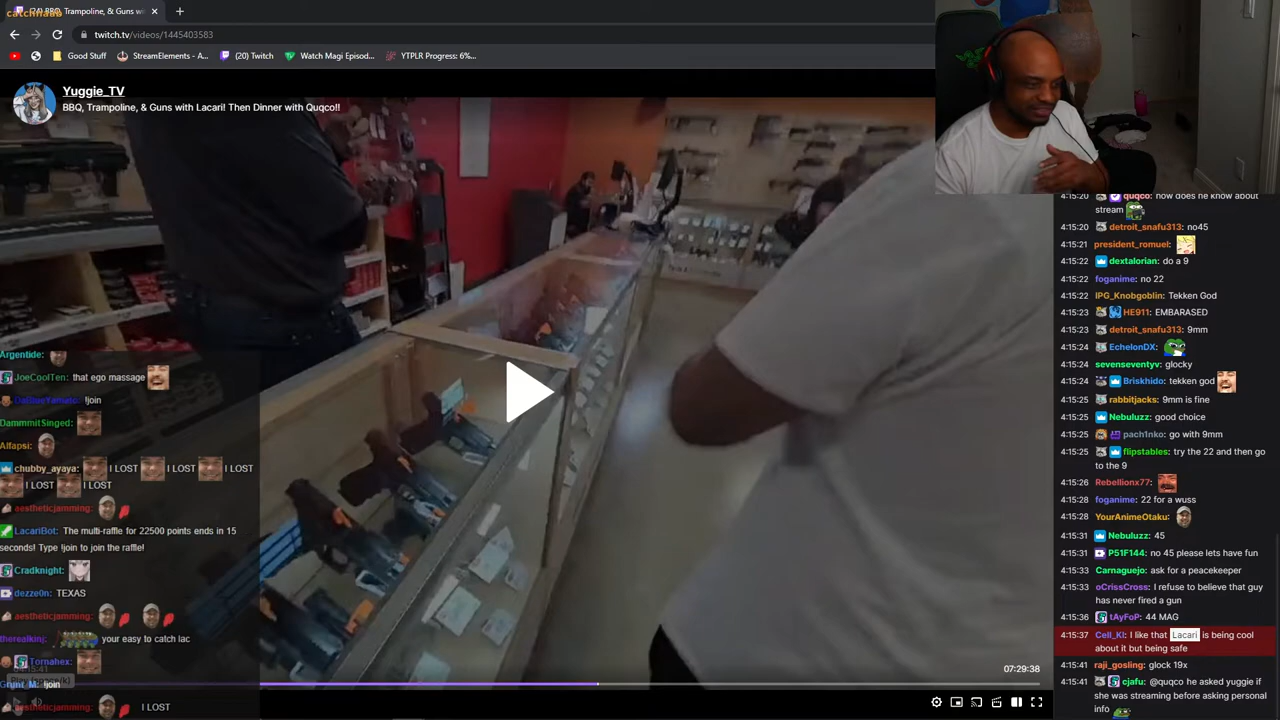 catchmaww
(24) BBQ, Trampoline, & Guns wi
twitch.tv/videos/1445403583
Good Stuff
StreamElements - A...
(20) Twitch
Watch Magi Episod...
YTPLR Progress: 6%...
Yuggie_TV
BBQ, Trampoline, & Guns with Lacari! Then Dinner with Quqco!!
Argentide:
JoeCoolTen: that ego massage
!join
DammmitSinged:
Alfapsi:
chubby_ayaya: I LOST I LOST I LOST
I LOST I LOST
aestheticjamming:
LacariBot: The multi-raffle for 22500 points ends in 15
seconds! Type !join to join the raffle!
Cradknight:
dezze0n: TEXAS
aestheticjamming:
therealkinj: your easy to catch lac
Tornahex:
4:15:41
Grunt_M: !join
aestheticjamming: I LOST
07:29:38
4:15:20 quqco: how does he know about
stream
4:15:20 detroit_snafu313: no45
4:15:21 president_romuel:
4:15:22 dextalorian: do a 9
4:15:22 foganime: no 22
4:15:22 IPG_Knobgoblin: Tekken God
4:15:23 HE911: EMBARASED
4:15:23 detroit_snafu313: 9mm
4:15:24 EchelonDX:
4:15:24 sevenseventyv: glocky
4:15:24 Briskhido: tekken god
4:15:25 rabbitjacks: 9mm is fine
4:15:25 Nebuluzz: good choice
4:15:25 pach1nko: go with 9mm
4:15:25 flipstables: try the 22 and then go
to the 9
4:15:26 Rebellionx77:
4:15:28 foganime: 22 for a wuss
4:15:28 YourAnimeOtaku:
4:15:31 Nebuluzz: 45
4:15:31 P51F144: no 45 please lets have fun
4:15:33 Carnaguejo: ask for a peacekeeper
4:15:33 oCrissCross: I refuse to believe that guy
has never fired a gun
4:15:36 tAyFoP: 44 MAG
4:15:37 Cell_KI: I like that Lacari is being cool
about it but being safe
4:15:41 raji_gosling: glock 19x
4:15:41 cjafu: @quqco he asked yuggie if
she was streaming before asking personal
info